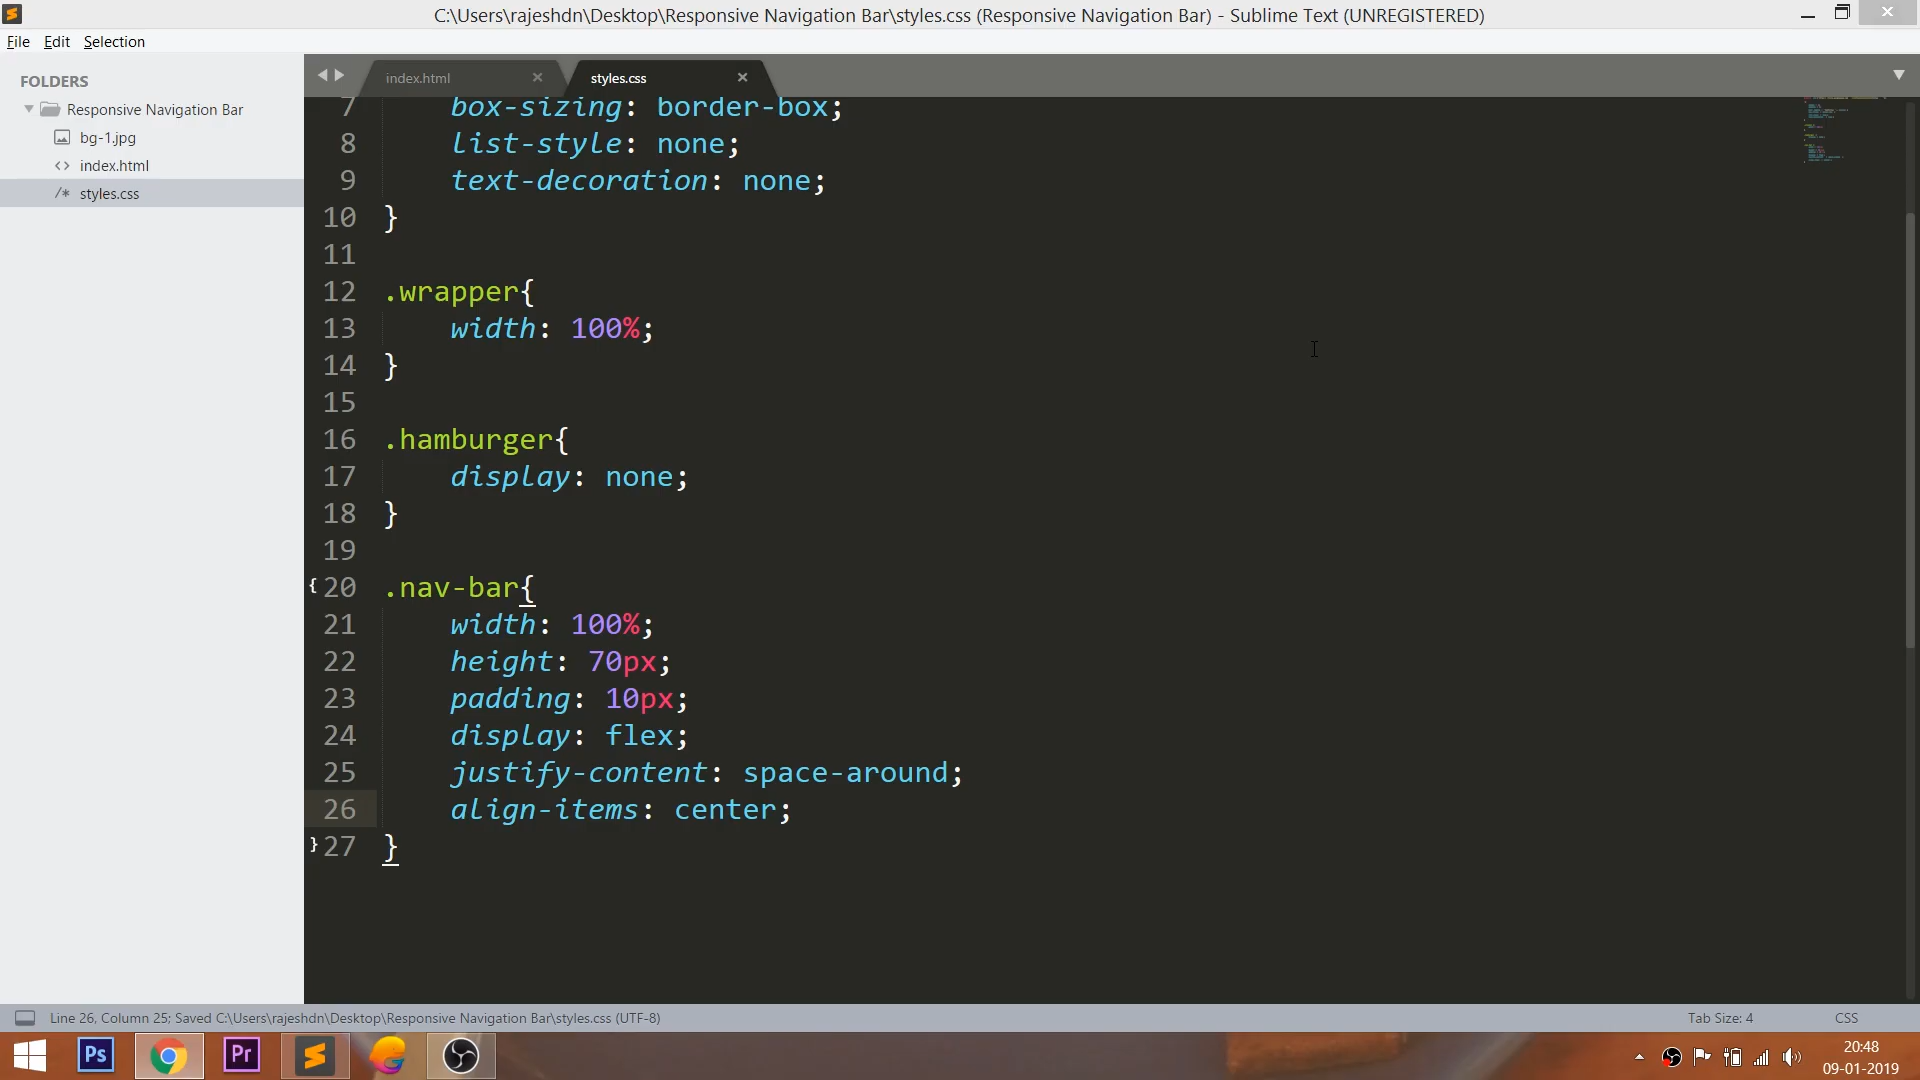 C:\Users\rajeshdn\Desktop\Responsive Navigation Bar\styles.css (Responsive Navigation Bar) - Sublime Text (UNREGISTERED)
File Edit Selection
FOLDERS
Responsive Navigation Bar
bg-1.jpg
<> index.html
/* styles.css
index.html
styles.css
7 box-sizing: border-box;
8 list-style: none;
9 text-decoration: none;
10 }
11
12 .wrapper{
13 width: 100%;
14 }
15
16 .hamburger{
17 display: none;
18 }
19
{ 20 .nav-bar{
21 width: 100%;
22 height: 70px;
23 padding: 10px;
24 display: flex;
25 justify-content: space-around;
26 align-items: center;
} 27 }
Line 26, Column 25; Saved C:\Users\rajeshdn\Desktop\Responsive Navigation Bar\styles.css (UTF-8)
Tab Size: 4
CSS
Ps
Pr
20:48
09-01-2019